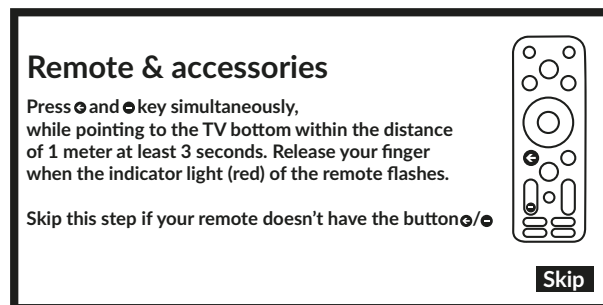 Remote & accessories
Press and key simultaneously,
while pointing to the TV bottom within the distance
of 1 meter at least 3 seconds. Release your finger
when the indicator light (red) of the remote flashes.
Skip this step if your remote doesn't have the button /
Skip